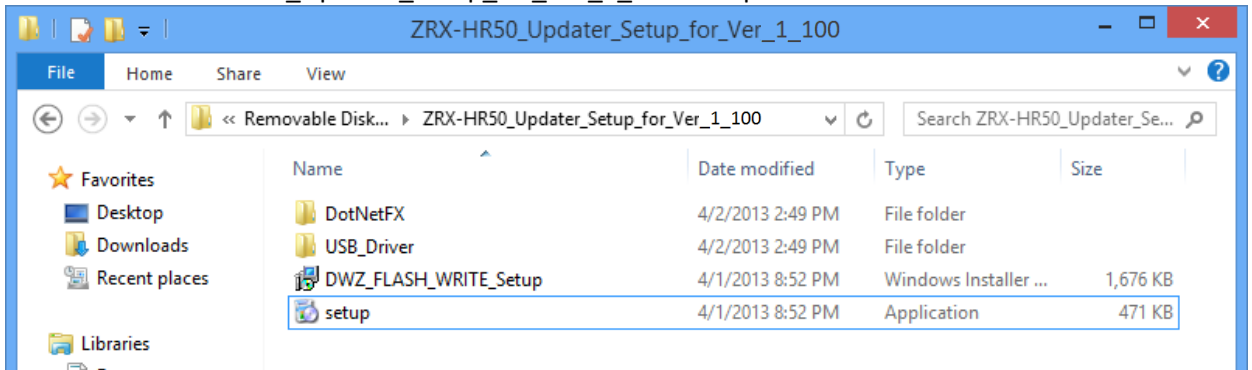 ZRX-HR50_Updater_Setup_for_Ver_1_100
File Home Share View
« Removable Disk... ▸ ZRX-HR50_Updater_Setup_for_Ver_1_100 Search ZRX-HR50_Updater_Se...
Name Date modified Type Size
Favorites
Desktop DotNetFX 4/2/2013 2:49 PM File folder
Downloads USB_Driver 4/2/2013 2:49 PM File folder
Recent places DWZ_FLASH_WRITE_Setup 4/1/2013 8:52 PM Windows Installer ... 1,676 KB
setup 4/1/2013 8:52 PM Application 471 KB
Libraries